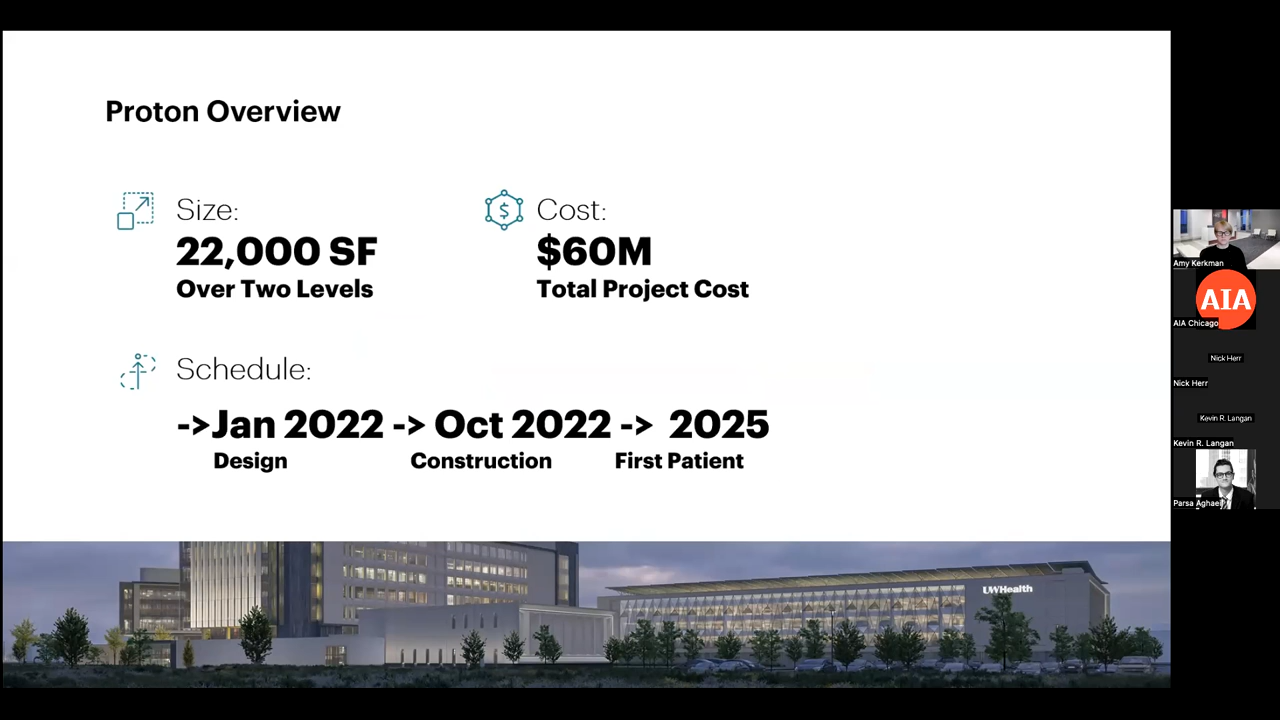 Proton Overview
Size:
22,000 SF
Over Two Levels
$
Cost:
$60M
Total Project Cost
Schedule:
->Jan 2022 -> Oct 2022 -> 2025
Design Construction First Patient
UWHealth
Amy Kerkman
AIA
AIA Chicago
Nick Herr
Nick Herr
Kevin R. Langan
Kevin R. Langan
Parsa Aghaei